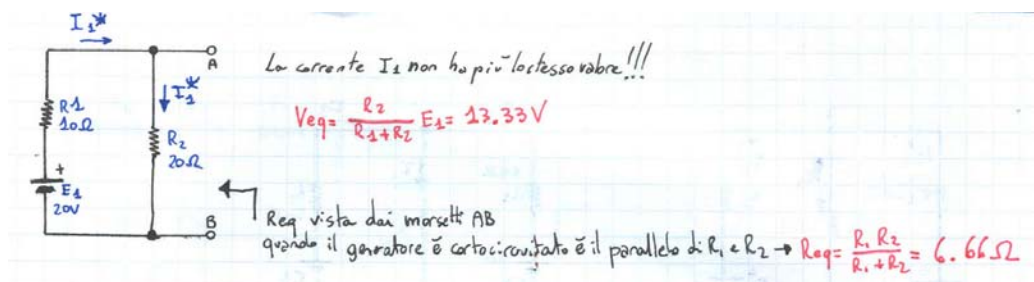 I1*
A
La corrente I1 non ha più lo stesso valore!!!
I1*
R1
10Ω
Veq = R2 / R1+R2 E1 = 13.33V
R2
20Ω
+
E1
20V
B
Req vista dai morsetti AB
quando il generatore è cortocircuitato è il parallelo di R1 e R2 → Req = R1 R2 / R1 + R2 = 6.66Ω